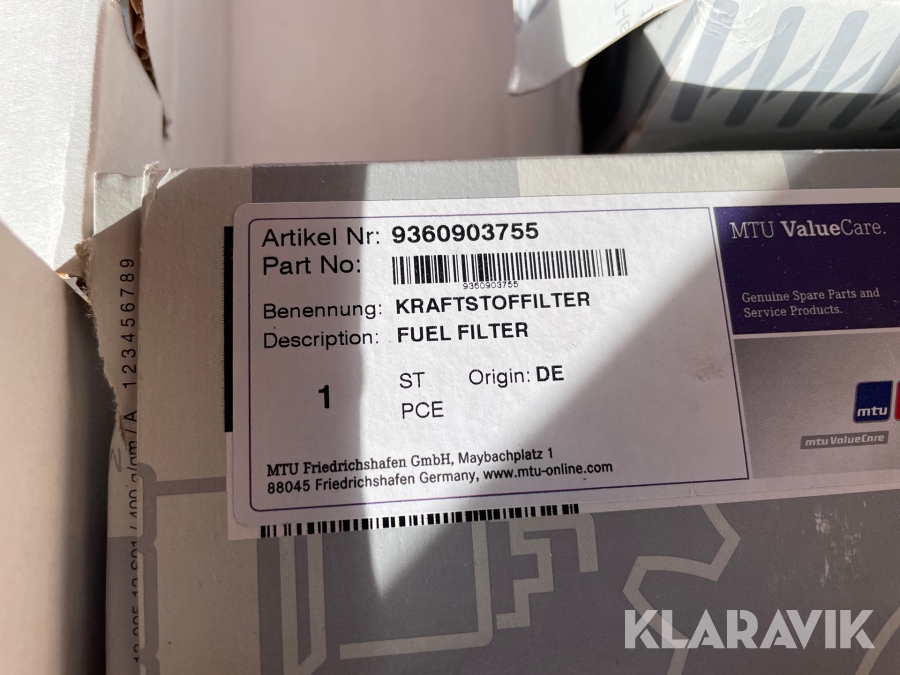 Artikel Nr: 9360903755
Part No:
9360903755
Benennung: KRAFTSTOFFILTER
Description: FUEL FILTER
1 ST Origin: DE
PCE
MTU Friedrichshafen GmbH, Maybachplatz 1
88045 Friedrichshafen Germany, www.mtu-online.com
MTU ValueCare.
Genuine Spare Parts and
Service Products.
mtu
mtu ValueCare
A 123456789
KLARAVIK